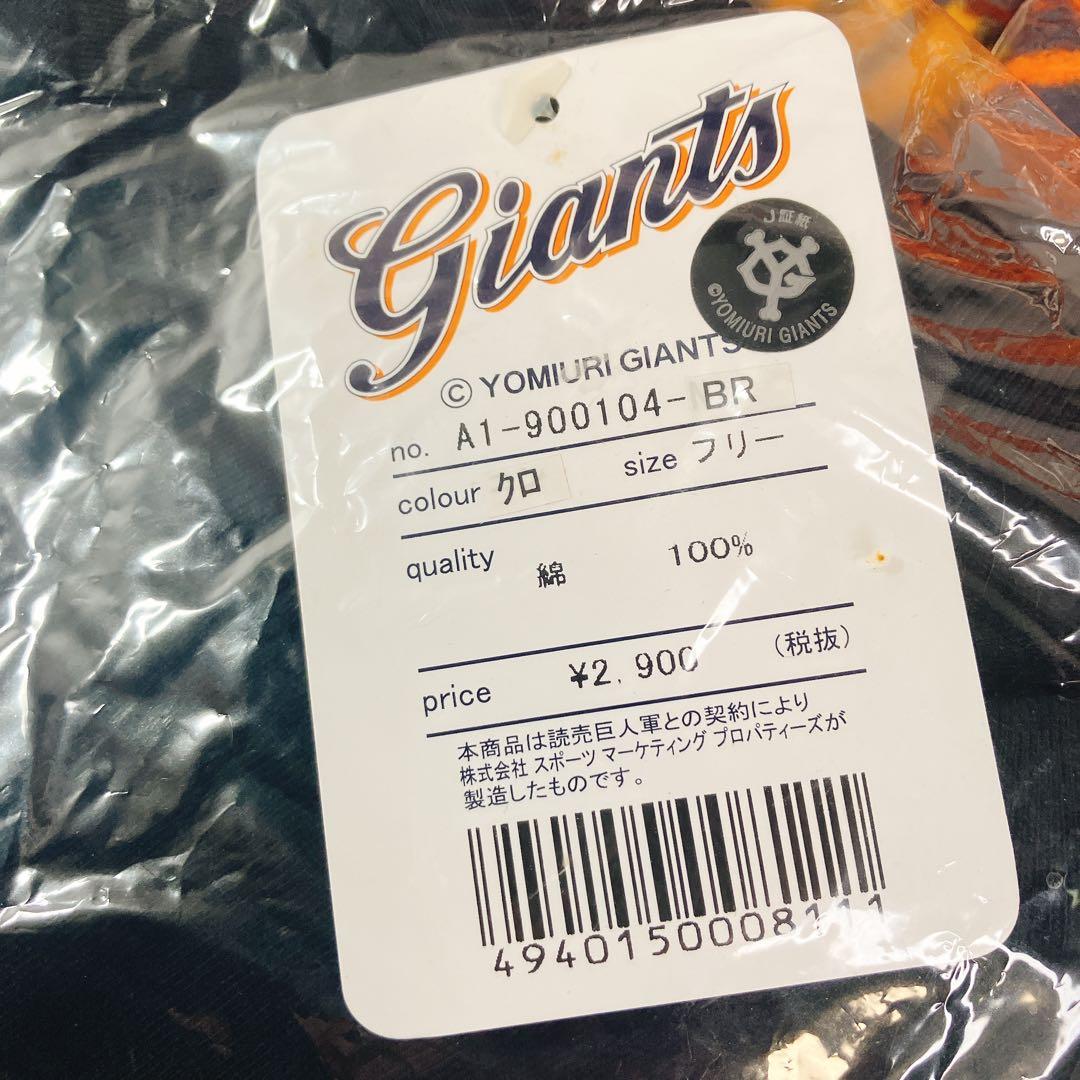 Giants
J証紙
©YOMIURI GIANTS
© YOMIURI GIANTS
no. A1-900104-BR
colour クロ size フリー
quality 綿 100%
price ¥2,900 (税抜)
本商品は読売巨人軍との契約により
株式会社 スポーツ マーケティング プロパティーズが
製造したものです。
4940150008111